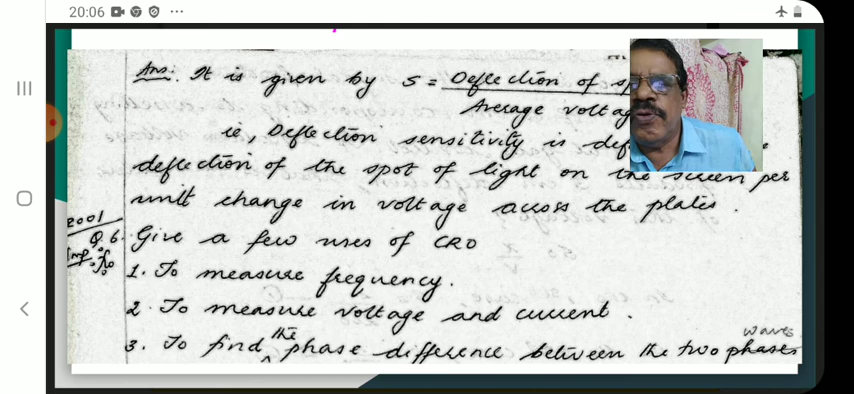 20:06
Ans. It is given by S = Deflection of
Average
ie, Deflection sensitivity is
deflection of the spot of light on the screen per
unit change in voltage across the plates.
2001
Q.6. Give a few uses of CRO
Imp.
1. To measure frequency.
2. To measure voltage and current.
waves
3. To find the phase difference between the two phases